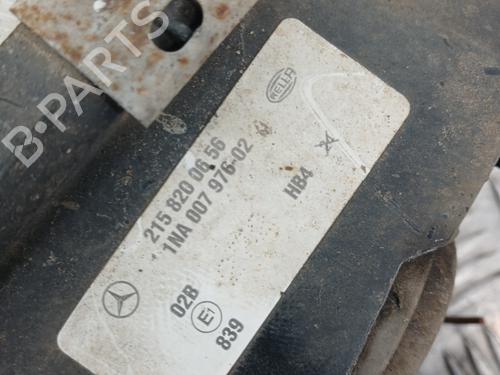 B-PARTS
HELLA
215 820 06 56
1NA 007 976-02
HB4
02B
E1
839